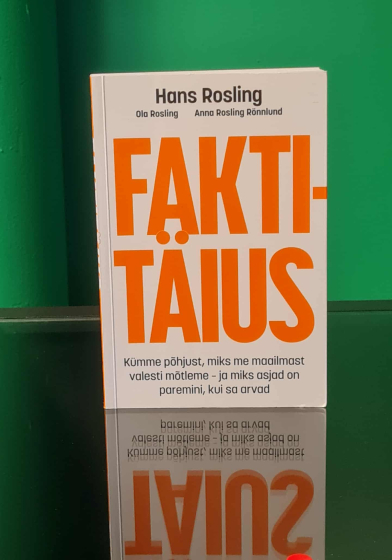 Hans Rosling
Ola Rosling Anna Rosling Rönnlund
FAKTI-
TÄIUS
Kümme põhjust, miks me maailmast
valesti mõtleme – ja miks asjad on
paremini, kui sa arvad